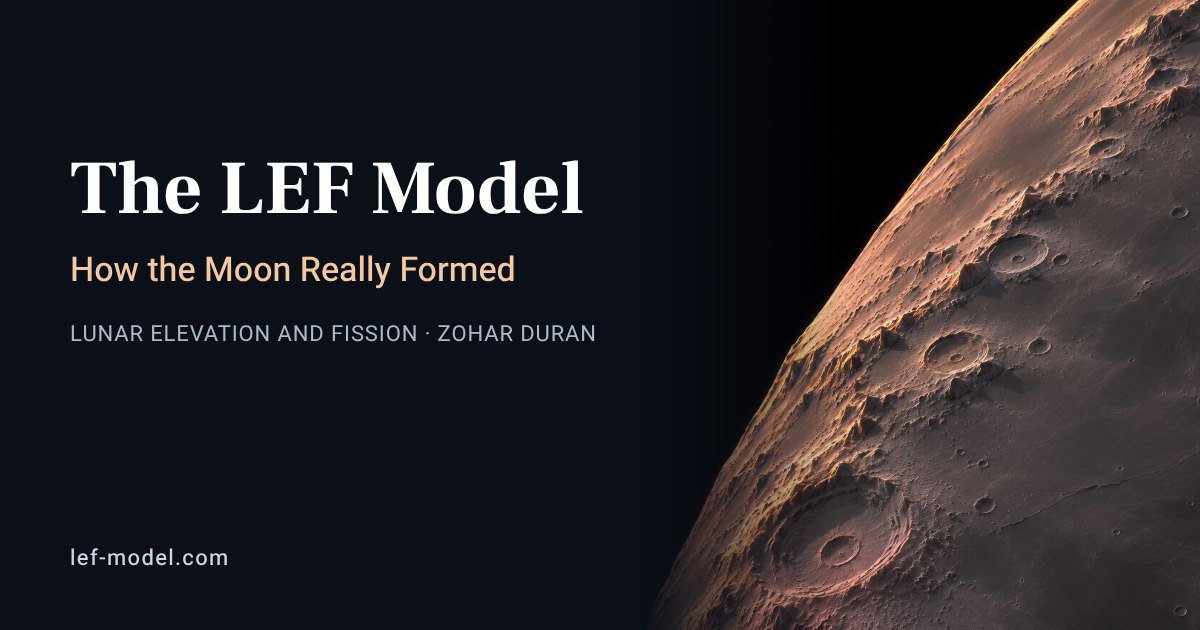 The LEF Model
How the Moon Really Formed
LUNAR ELEVATION AND FISSION · ZOHAR DURAN
lef-model.com